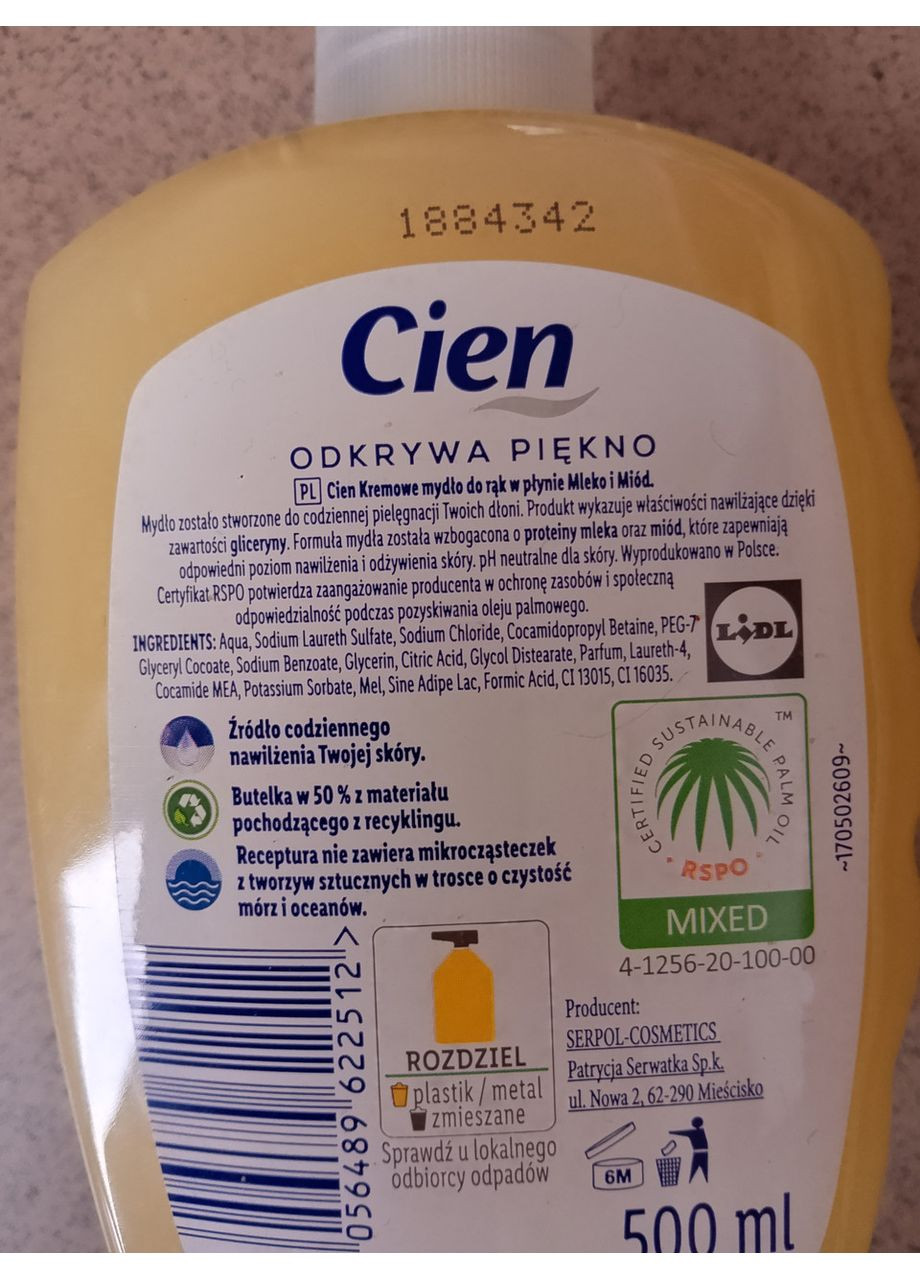 1884342
Cien
ODKRYWA PIĘKNO
PL Cien Kremowe mydło do rąk w płynie Mleko i Miód.
Mydło zostało stworzone do codziennej pielęgnacji Twoich dłoni. Produkt wykazuje właściwości nawilżające dzięki
zawartości gliceryny. Formuła mydła została wzbogacona o proteiny mleka oraz miód, które zapewniają
odpowiedni poziom nawilżenia i odżywienia skóry. pH neutralne dla skóry. Wyprodukowano w Polsce.
Certyfikat RSPO potwierdza zaangażowanie producenta w ochronę zasobów i społeczną
odpowiedzialność podczas pozyskiwania oleju palmowego.
INGREDIENTS: Aqua, Sodium Laureth Sulfate, Sodium Chloride, Cocamidopropyl Betaine, PEG-7
Glyceryl Cocoate, Sodium Benzoate, Glycerin, Citric Acid, Glycol Distearate, Parfum, Laureth-4,
Cocamide MEA, Potassium Sorbate, Mel, Sine Adipe Lac, Formic Acid, CI 13015, CI 16035.
LIDL
Źródło codziennego
nawilżenia Twojej skóry.
Butelka w 50 % z materiału
pochodzącego z recyklingu.
Receptura nie zawiera mikrocząsteczek
z tworzyw sztucznych w trosce o czystość
mórz i oceanów.
CERTIFIED SUSTAINABLE PALM OIL TM
RSPO
MIXED
4-1256-20-100-00
~170502609~
056489 622512 >
ROZDZIEL
plastik / metal
zmieszane
Sprawdź u lokalnego
odbiorcy odpadów
Producent:
SERPOL-COSMETICS
Patrycja Serwatka Sp.k.
ul. Nowa 2, 62-290 Mieścisko
6M
500 ml